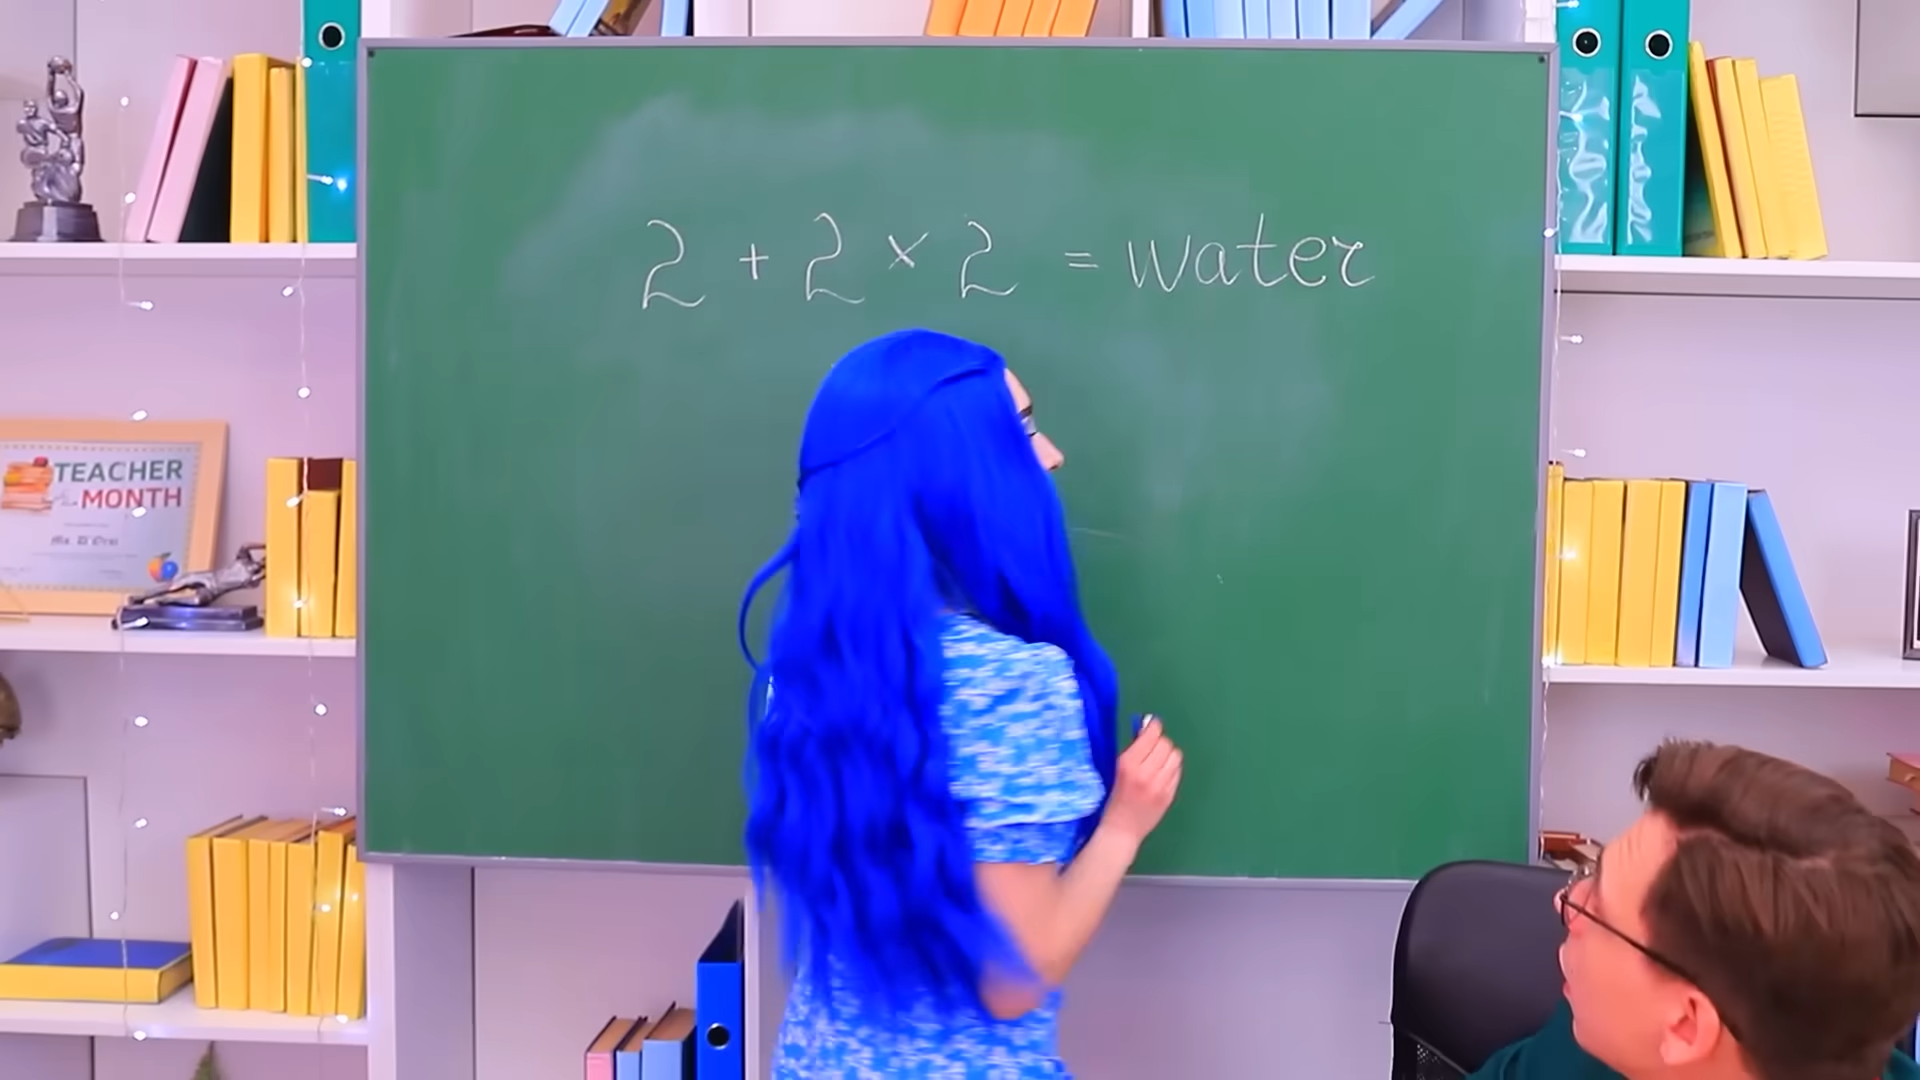 2 + 2 × 2 = water
TEACHER
MONTH